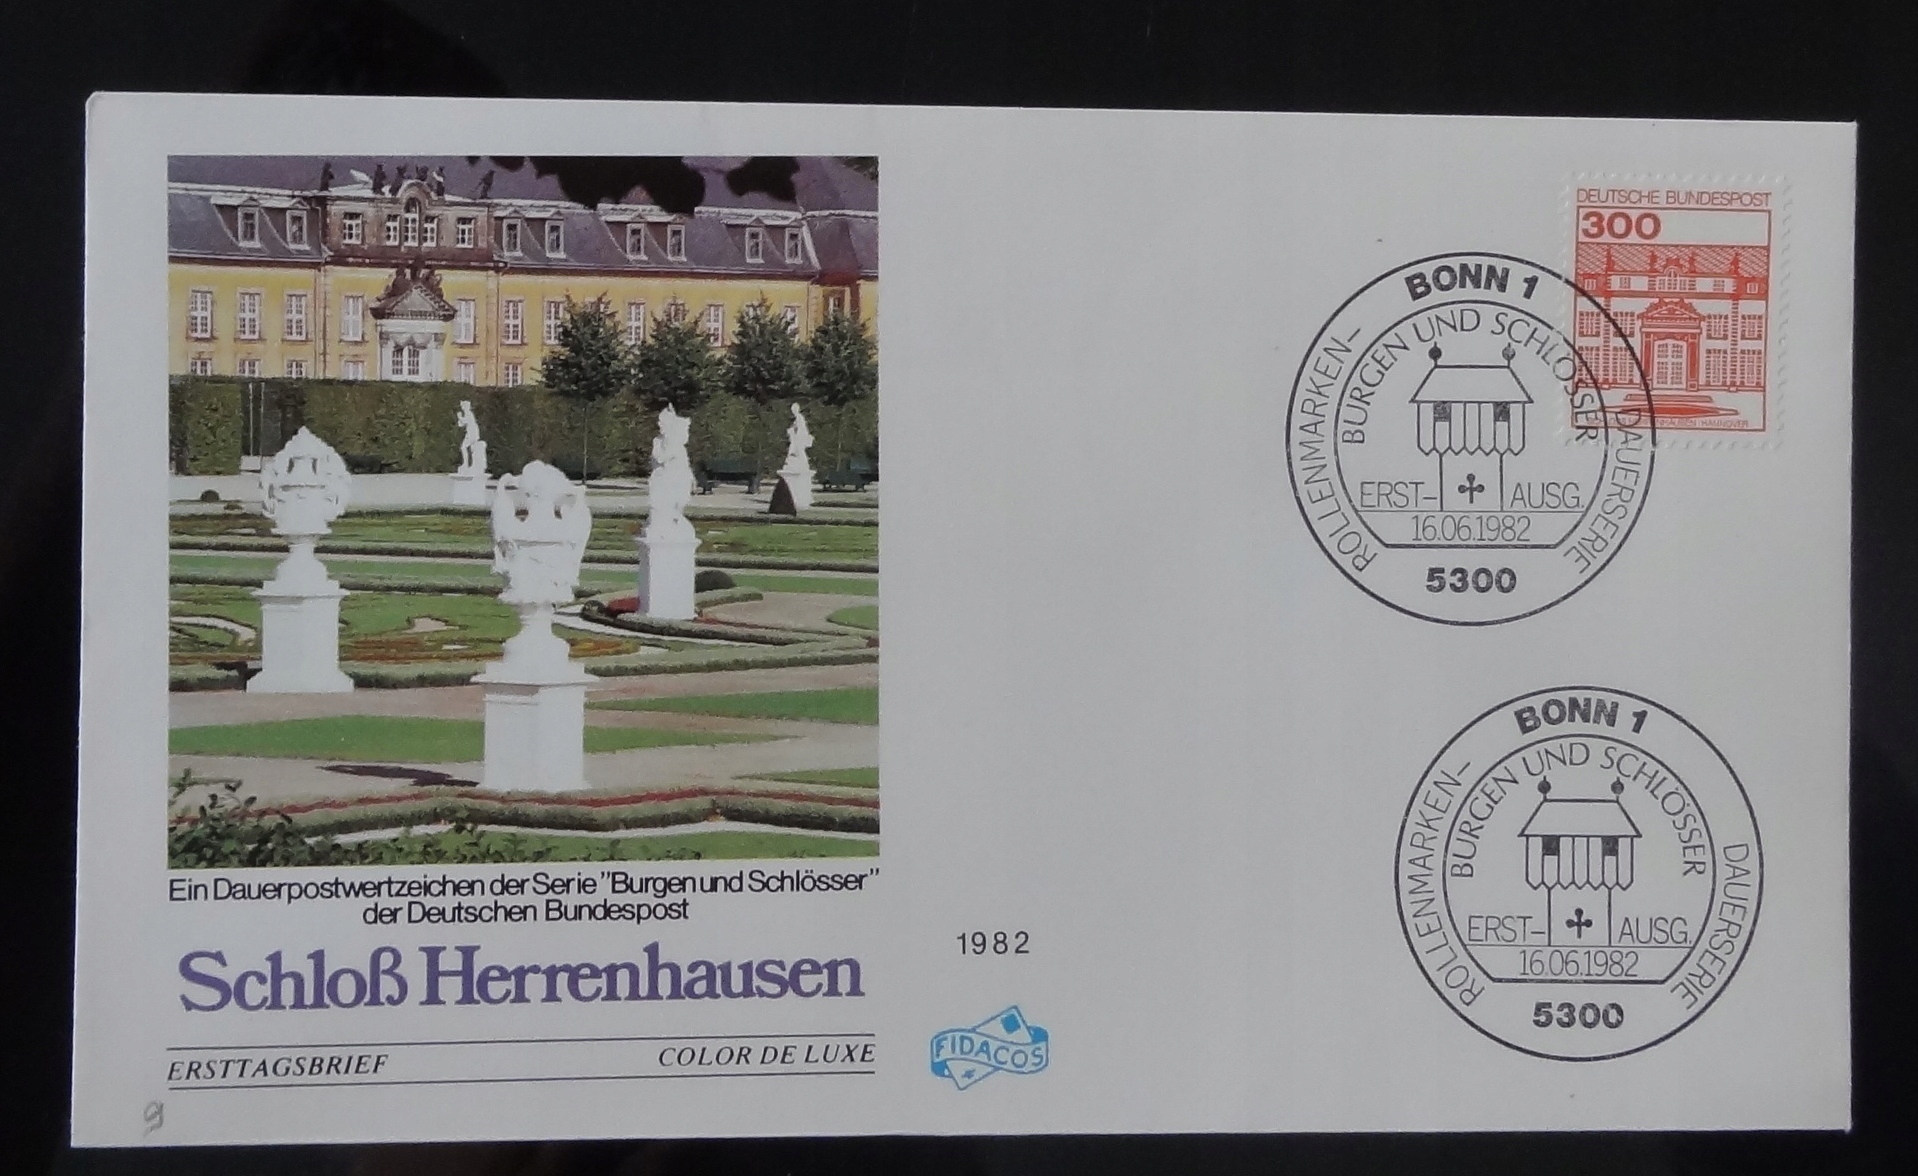 Ein Dauerpostwertzeichen der Serie "Burgen und Schlösser"
der Deutschen Bundespost
Schloß Herrenhausen
ERSTTAGSBRIEF
COLOR DE LUXE
9
1982
FIDACOS
DEUTSCHE BUNDESPOST
300
HANNOVER
BONN 1
ROLLENMARKEN-
DAUERSERIE
BURGEN UND SCHLÖSSER
ERST- AUSG.
16.06.1982
5300
BONN 1
ROLLENMARKEN-
DAUERSERIE
BURGEN UND SCHLÖSSER
ERST- AUSG.
16.06.1982
5300